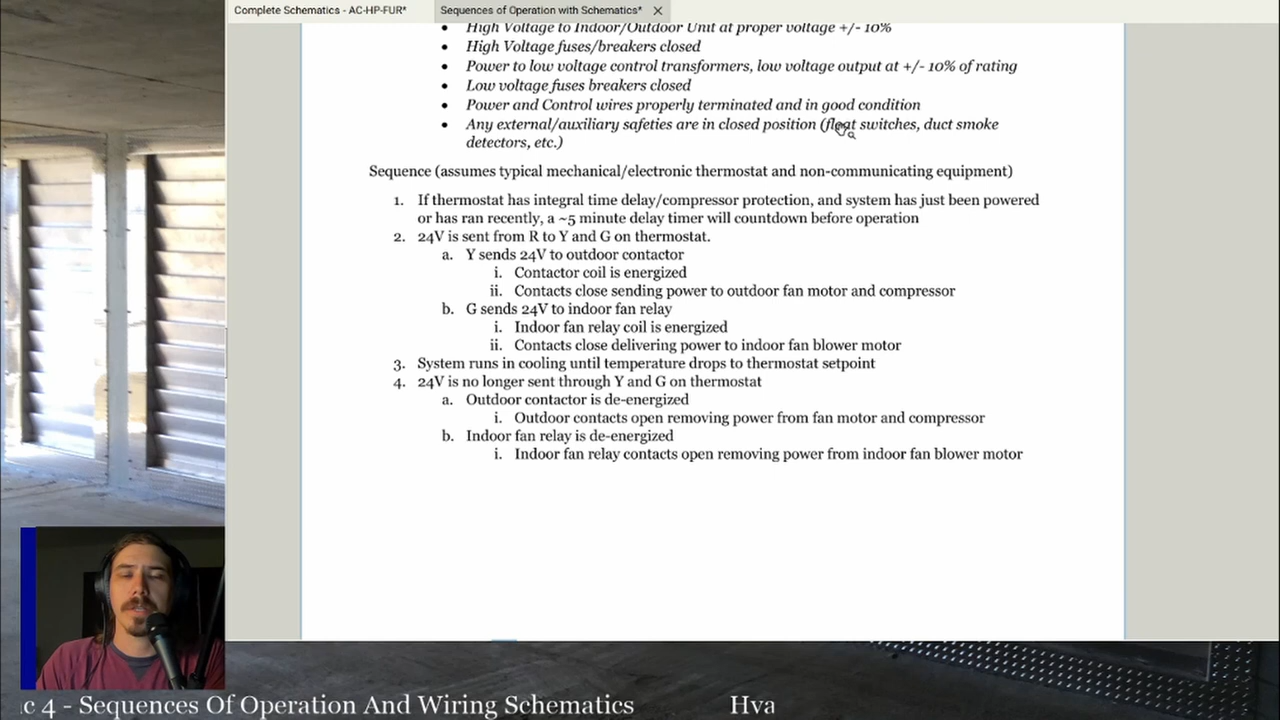 Complete Schematics - AC-HP-FUR*
Sequences of Operation with Schematics*
• High Voltage to Indoor/Outdoor Unit at proper voltage +/- 10%
• High Voltage fuses/breakers closed
• Power to low voltage control transformers, low voltage output at +/- 10% of rating
• Low voltage fuses breakers closed
• Power and Control wires properly terminated and in good condition
• Any external/auxiliary safeties are in closed position (float switches, duct smoke
detectors, etc.)
Sequence (assumes typical mechanical/electronic thermostat and non-communicating equipment)
1. If thermostat has integral time delay/compressor protection, and system has just been powered
or has ran recently, a ~5 minute delay timer will countdown before operation
2. 24V is sent from R to Y and G on thermostat.
a. Y sends 24V to outdoor contactor
i. Contactor coil is energized
ii. Contacts close sending power to outdoor fan motor and compressor
b. G sends 24V to indoor fan relay
i. Indoor fan relay coil is energized
ii. Contacts close delivering power to indoor fan blower motor
3. System runs in cooling until temperature drops to thermostat setpoint
4. 24V is no longer sent through Y and G on thermostat
a. Outdoor contactor is de-energized
i. Outdoor contacts open removing power from fan motor and compressor
b. Indoor fan relay is de-energized
i. Indoor fan relay contacts open removing power from indoor fan blower motor
c 4 - Sequences Of Operation And Wiring Schematics Hva